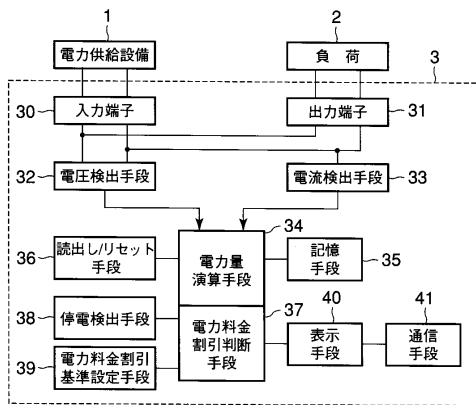 1
電力供給設備
2
負荷
3
30
入力端子
出力端子
31
32
電圧検出手段
電流検出手段
33
34
36
読出し/リセット
手段
電力量
演算手段
記憶
手段
35
37
38
停電検出手段
電力料金
割引判断
手段
40
表示
手段
41
通信
手段
39
電力料金割引
基準設定手段